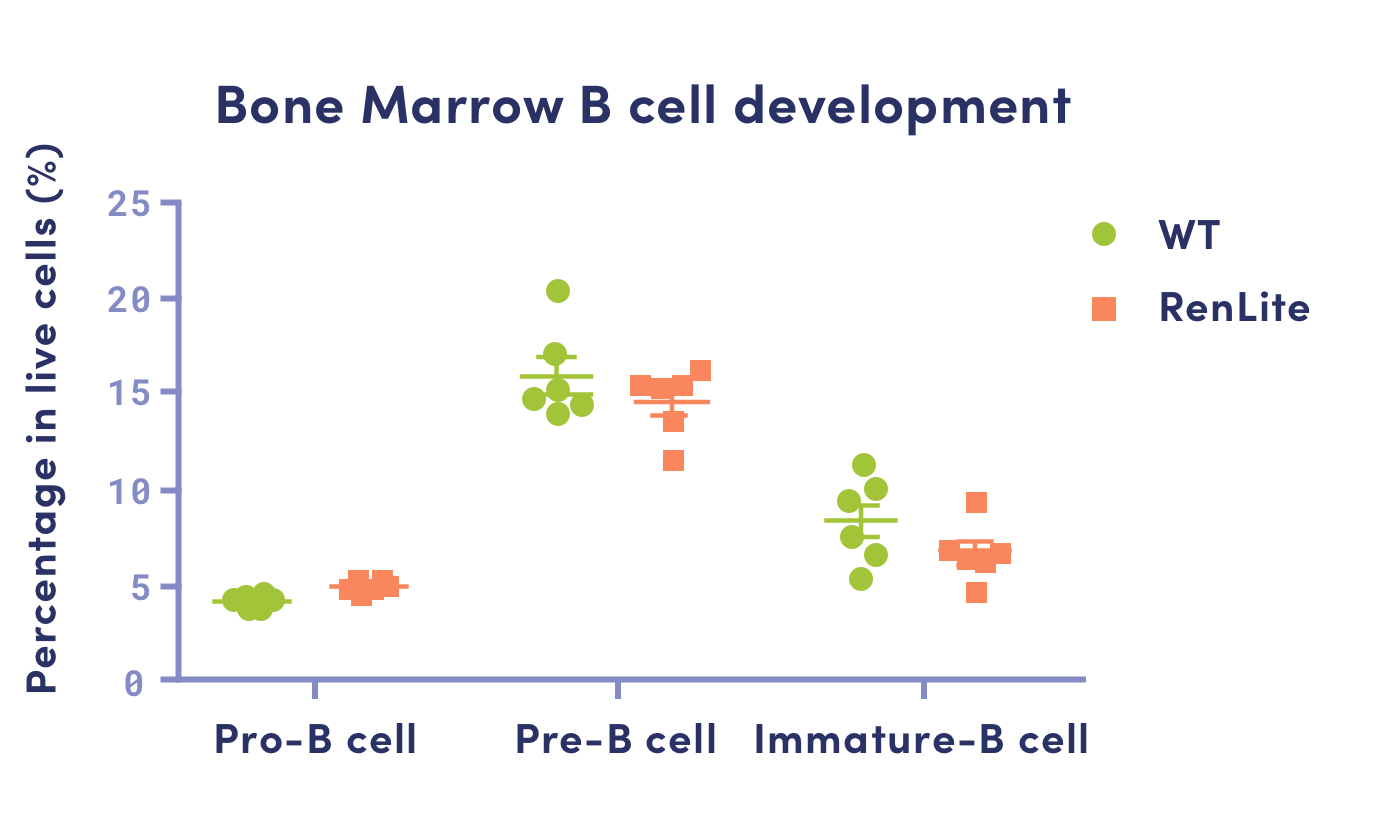 Bone Marrow B cell development
Percentage in live cells (%)
25
20
15
10
5
0
Pro-B cell
Pre-B cell
Immature-B cell
WT
RenLite